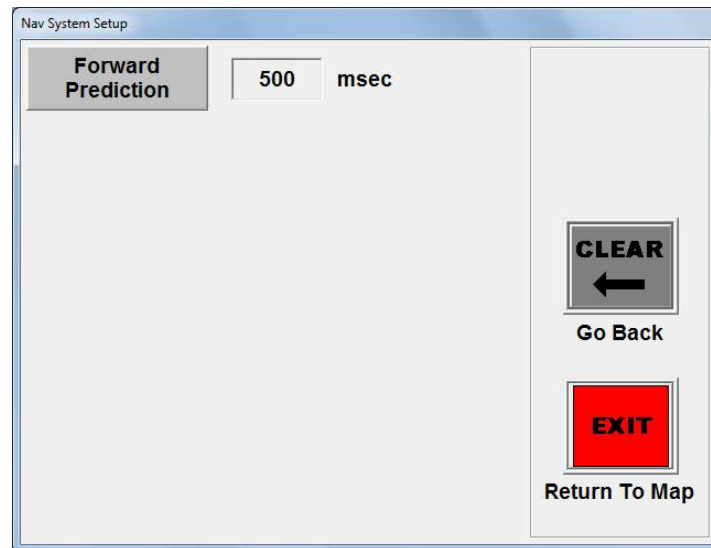 Nav System Setup
Forward
Prediction
500 msec
CLEAR
Go Back
EXIT
Return To Map